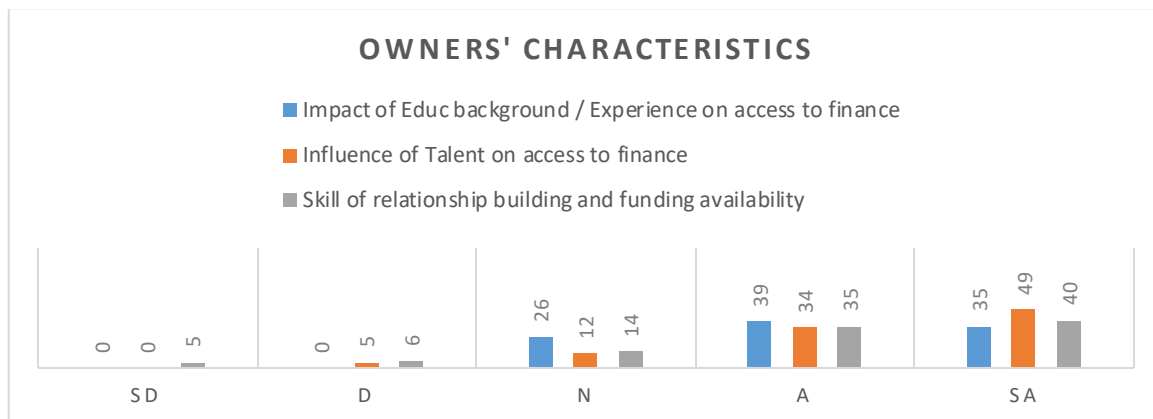 OWNERS' CHARACTERISTICS
Impact of Educ background / Experience on access to finance
Influence of Talent on access to finance
Skill of relationship building and funding availability
0 0 5 0 5 6 26 12 14 39 34 35 35 49 40
SD D N A SA